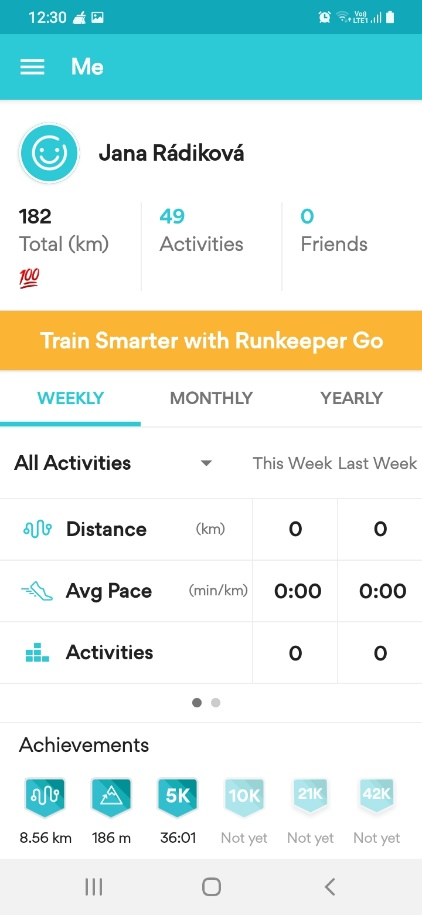 12:30 Vo) LTE1
Me
Jana Rádiková
182 49 0
Total (km) Activities Friends
100
Train Smarter with Runkeeper Go
WEEKLY MONTHLY YEARLY
All Activities This Week Last Week
Distance (km) 0 0
Avg Pace (min/km) 0:00 0:00
Activities 0 0
Achievements
5K 10K 21K 42K
8.56 km 186 m 36:01 Not yet Not yet Not yet